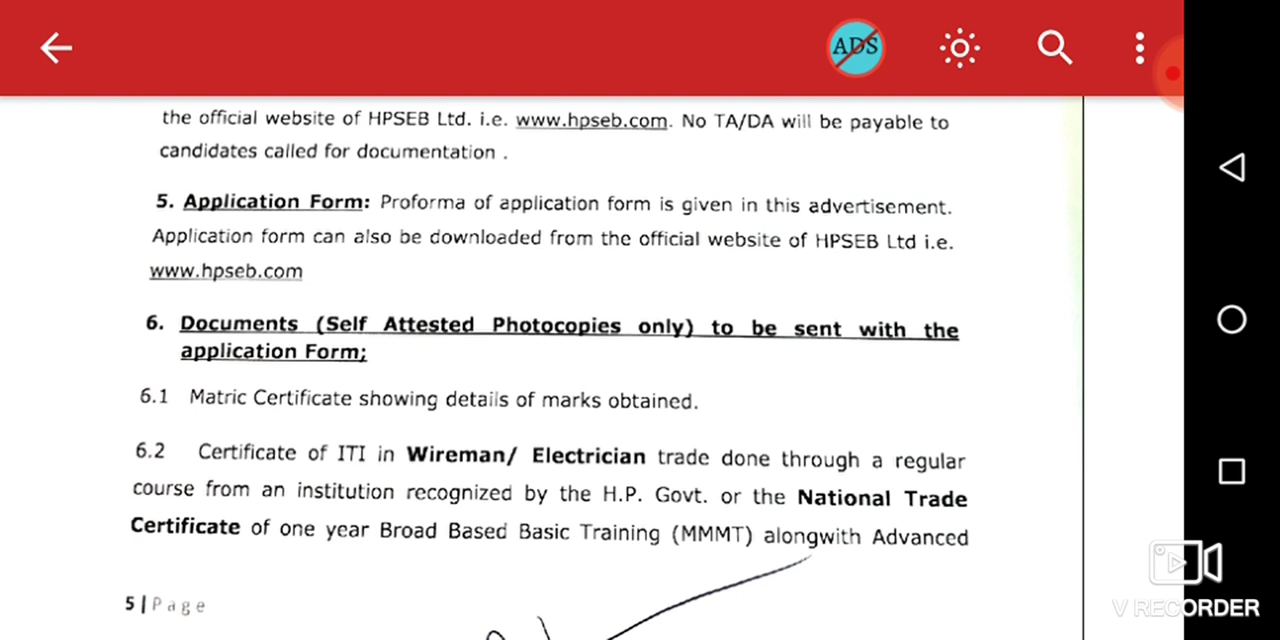 ADS
the official website of HPSEB Ltd. i.e. www.hpseb.com. No TA/DA will be payable to
candidates called for documentation .
5. Application Form: Proforma of application form is given in this advertisement.
Application form can also be downloaded from the official website of HPSEB Ltd i.e.
www.hpseb.com
6. Documents (Self Attested Photocopies only) to be sent with the
application Form;
6.1 Matric Certificate showing details of marks obtained.
6.2 Certificate of ITI in Wireman/ Electrician trade done through a regular
course from an institution recognized by the H.P. Govt. or the National Trade
Certificate of one year Broad Based Basic Training (MMMT) alongwith Advanced
5|Page
V RECORDER